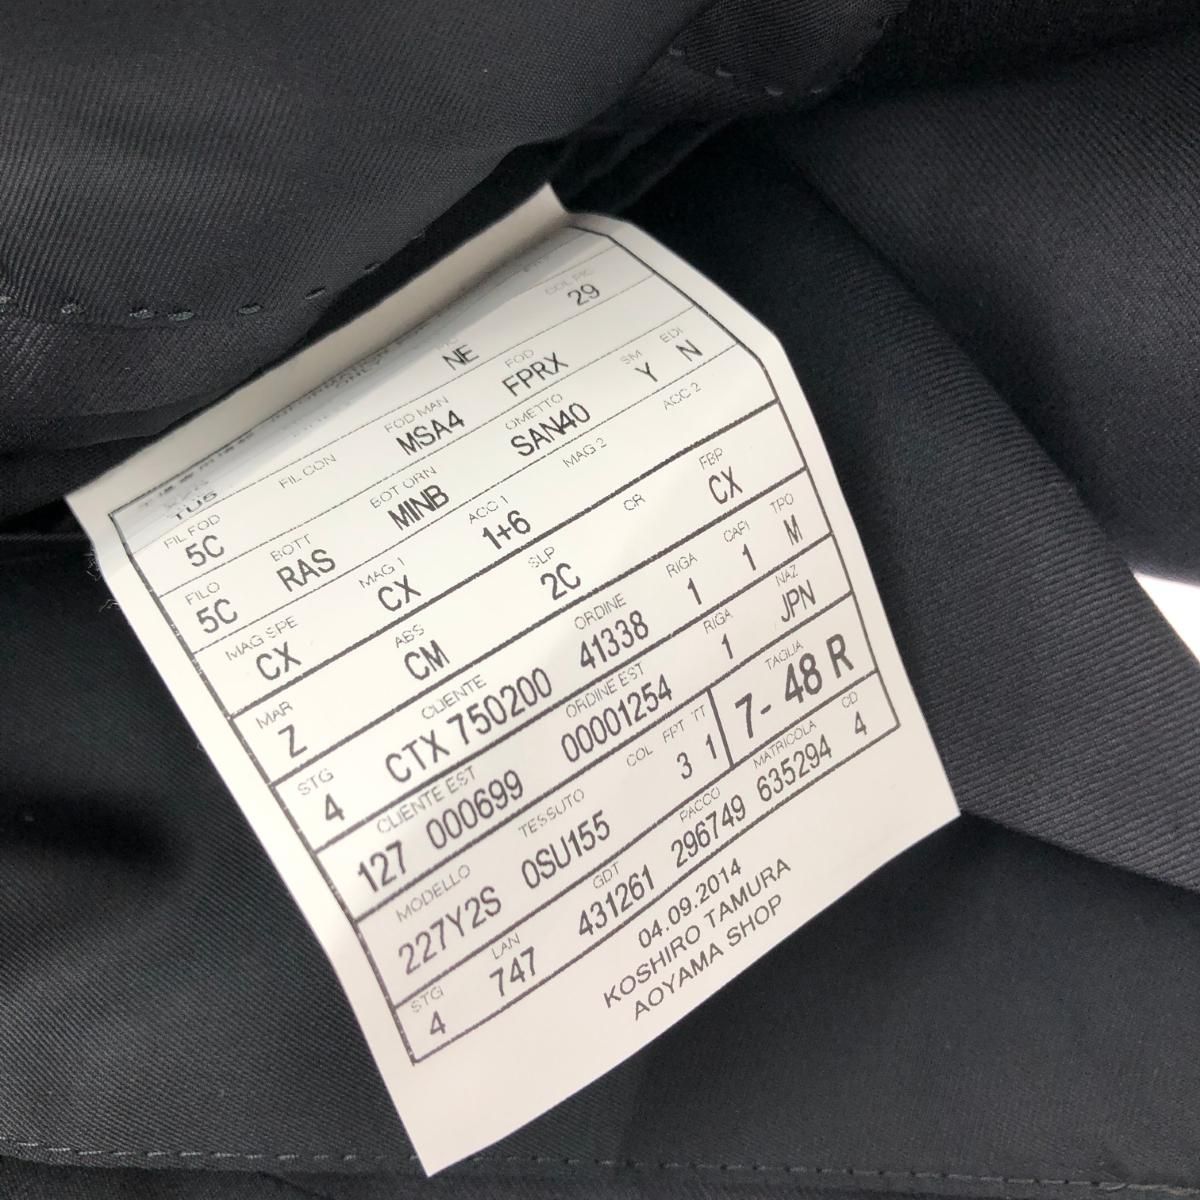 COL PIC
NE 29
TU5 FIL CON FOD MAN FOD
MSA4 FPRX
FIL FOD BOT ORN OMETTO SM EDI
5C MINB SAN40 Y N
FILO BOTT ACC 1 MAG 2 ACC 2
5C RAS 1+6
MAG SPE MAG 1 CR FBP
CX CX CX
MAR ABS SLP
Z CM 2C
STG CLIENTE ORDINE RIGA CAPI TPO
4 CTX 750200 41338 1 1 M
CLIENTE EST ORDINE EST RIGA NAZ
127 000699 00001254 1 JPN
MODELLO TESSUTO COL FPT TT TAGLIA
227Y2S 0SU155 3 1 7- 48 R
STG LAN GDT PACCO MATRICOLA CD
4 747 431261 296749 635294 4
04.09.2014
KOSHIRO TAMURA
AOYAMA SHOP